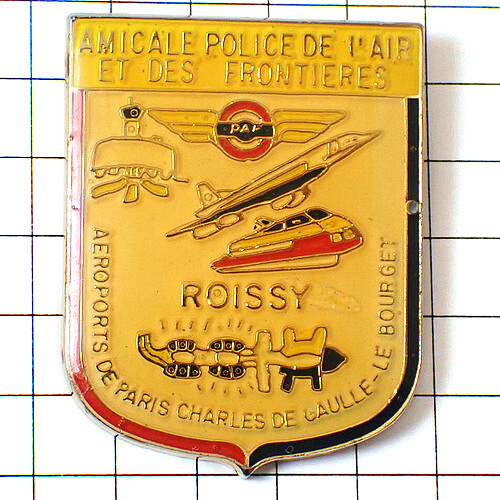 AMICALE POLICE DE l'AIR
ET DES FRONTIERES
PAF
ROISSY
AEROPORTS DE PARIS CHARLES DE GAULLE-LE BOURGET